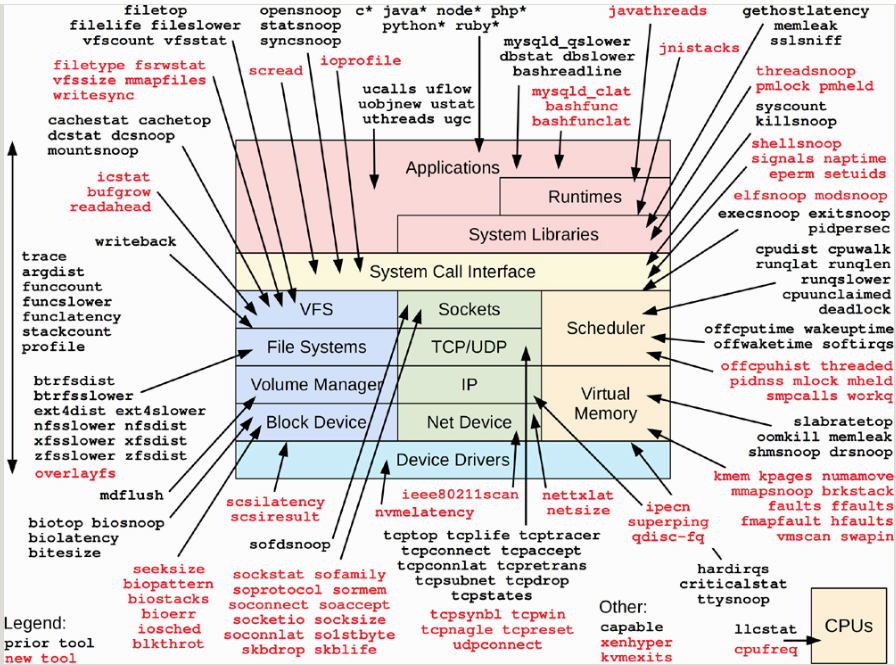 filetop
filelife fileslower
vfscount vfsstat
opensnoop
statsnoop
syncsnoop
c* java* node* php*
python* ruby*
javathreads
gethostlatency
memleak
sslsniff
filetype fsrwstat
vfssize mmapfiles
writesync
scread
ioprofile
ucalls uflow
uobjnew ustat
uthreads ugc
mysqld_qslower
dbstat dbslower
bashreadline
mysqld_clat
bashfunc
bashfunclat
jnistacks
threadsnoop
pmlock pmheld
syscount
killsnoop
shellsnoop
signals naptime
eperm setuids
elfsnoop modsnoop
execsnoop exitsnoop
pidpersec
cpudist cpuwalk
runqlat runqlen
runqslower
cpuunclaimed
deadlock
offcputime wakeuptime
offwaketime softirqs
offcpuhist threaded
pidnss mlock mheld
smpcalls workq
slabratetop
oomkill memleak
shmsnoop drsnoop
kmem kpages numamove
mmapsnoop brkstack
faults ffaults
fmapfault hfaults
vmscan swapin
cachestat cachetop
dcstat dcsnoop
mountsnoop
icstat
bufgrow
readahead
writeback
trace
argdist
funccount
funcslower
funclatency
stackcount
profile
btrfsdist
btrfsslower
ext4dist ext4slower
nfsslower nfsdist
xfsslower xfsdist
zfsslower zfsdist
overlayfs
mdflush
biotop biosnoop
biolatency
bitesize
seeksize
biopattern
biostacks
bioerr
iosched
blkthrot
Applications
Runtimes
System Libraries
System Call Interface
VFS
Sockets
Scheduler
File Systems
TCP/UDP
Volume Manager
IP
Virtual
Memory
Block Device
Net Device
Device Drivers
scsilatency
scsiresult
nvmelatency
ieee80211scan
nettxlat
netsize
ipecn
superping
qdisc-fq
sofdsnoop
sockstat sofamily
soprotocol sormem
soconnect soaccept
socketio socksize
soconnlat so1stbyte
skbdrop skblife
tcptop tcplife tcptracer
tcpconnect tcpaccept
tcpconnlat tcpretrans
tcpsubnet tcpdrop
tcpstates
tcpsynbl tcpwin
tcpnagle tcpreset
udpconnect
hardirqs
criticalstat
ttysnoop
Legend:
prior tool
new tool
Other:
capable
xenhyper
kvmexits
llcstat
cpufreq
CPUs